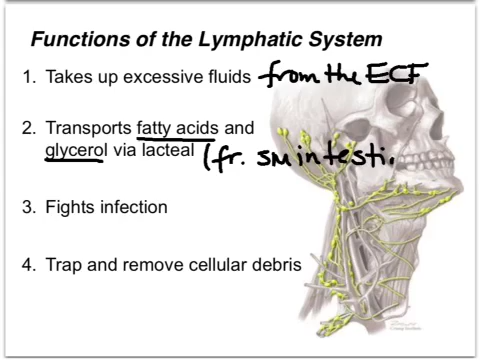 Functions of the Lymphatic System
1. Takes up excessive fluids from the ECF
2. Transports fatty acids and
glycerol via lacteal (fr. sm intesti.
3. Fights infection
4. Trap and remove cellular debris